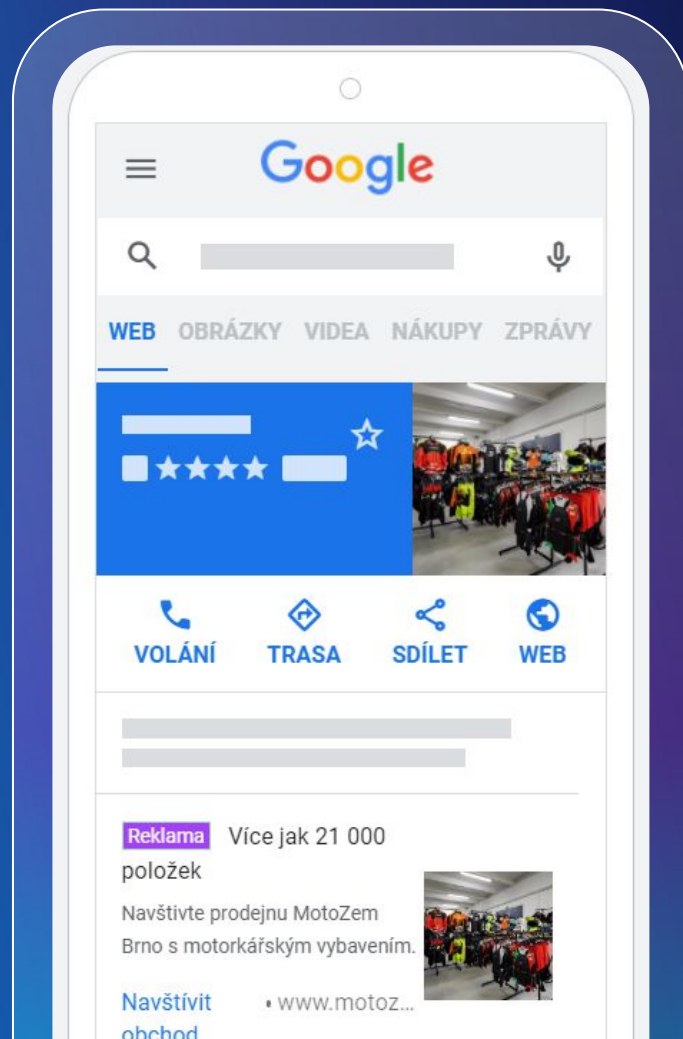 Google
WEB OBRÁZKY VIDEA NÁKUPY ZPRÁVY
VOLÁNÍ TRASA SDÍLET WEB
Reklama Více jak 21 000
položek
Navštivte prodejnu MotoZem
Brno s motorkářským vybavením.
Navštívit • www.motoz...
obchod